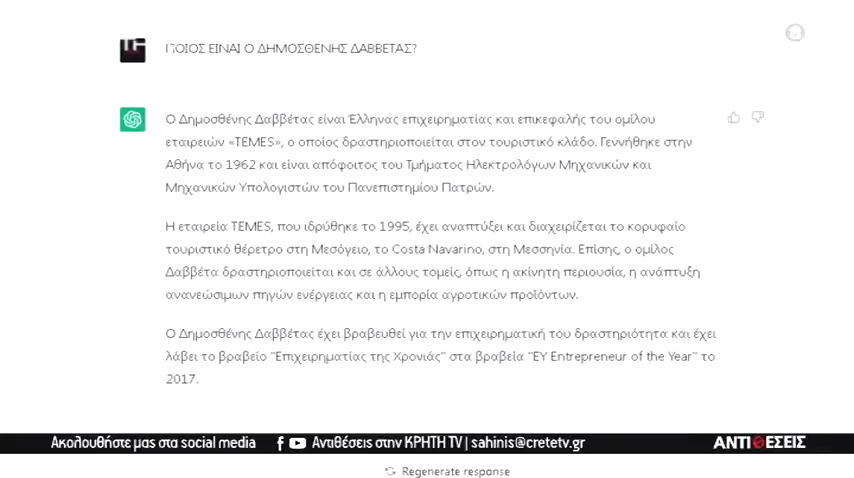 ΠΟΙΟΣ ΕΙΝΑΙ Ο ΔΗΜΟΣΘΕΝΗΣ ΔΑΒΒΕΤΑΣ?
Ο Δημοσθένης Δαββέτας είναι Έλληνας επιχειρηματίας και επικεφαλής του ομίλου
εταιρειών «TEMES», ο οποίος δραστηριοποιείται στον τουριστικό κλάδο. Γεννήθηκε στην
Αθήνα το 1962 και είναι απόφοιτος του Τμήματος Ηλεκτρολόγων Μηχανικών και
Μηχανικών Υπολογιστών του Πανεπιστημίου Πατρών.
Η εταιρεία TEMES, που ιδρύθηκε το 1995, έχει αναπτύξει και διαχειρίζεται το κορυφαίο
τουριστικό θέρετρο στη Μεσόγειο, το Costa Navarino, στη Μεσσηνία. Επίσης, ο ομίλος
Δαββέτα δραστηριοποιείται και σε άλλους τομείς, όπως η ακίνητη περιουσία, η ανάπτυξη
ανανεώσιμων πηγών ενέργειας και η εμπορία αγροτικών προϊόντων.
Ο Δημοσθένης Δαββέτας έχει βραβευθεί για την επιχειρηματική του δραστηριότητα και έχει
λάβει το βραβείο "Επιχειρηματίας της Χρονιάς" στα βραβεία "EY Entrepreneur of the Year" το
2017.
Ακολουθήστε μας στα social media Αντιθέσεις στην ΚΡΗΤΗ TV | sahinis@cretetv.gr ΑΝΤΙΘΕΣΕΙΣ
Regenerate response